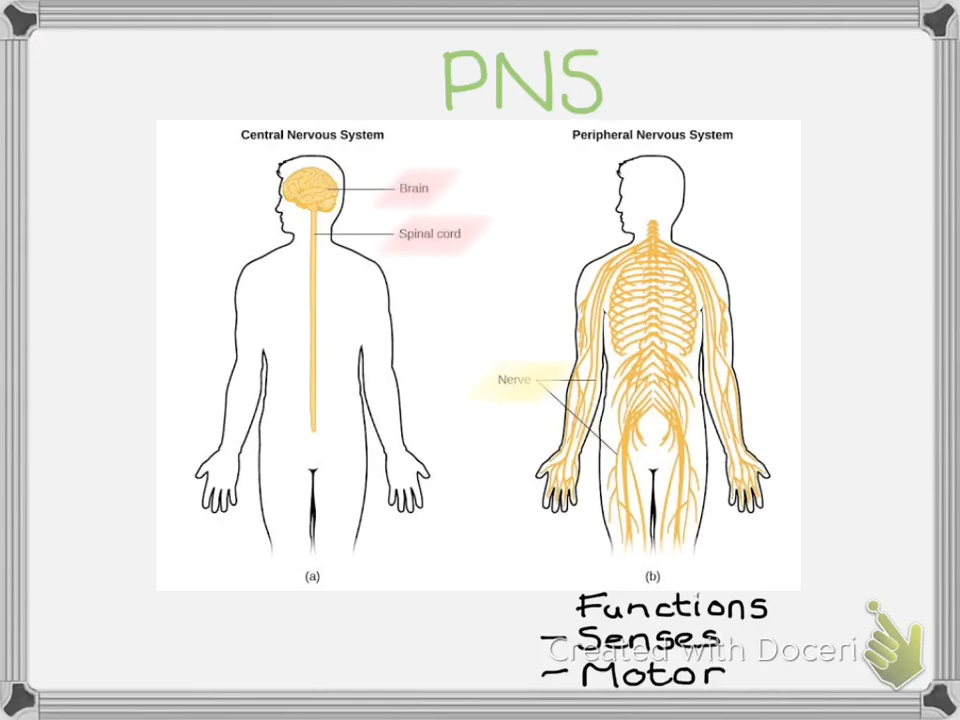 PNS
Central Nervous System
Peripheral Nervous System
Brain
Spinal cord
Nerve
(a)
(b)
Functions
- Senses
Created with Doceri
- Motor